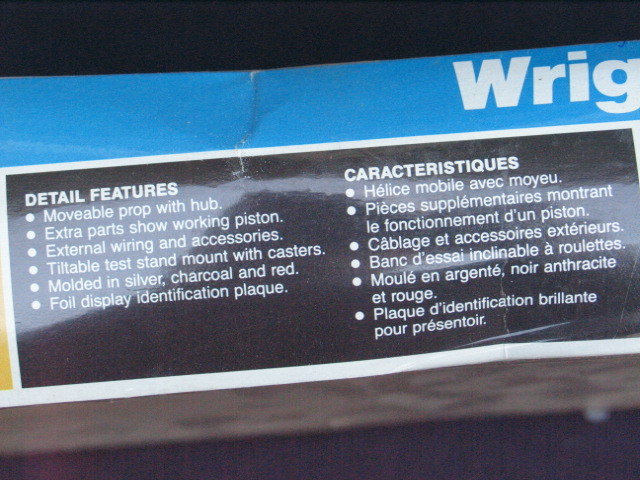 Wrig
DETAIL FEATURES
● Moveable prop with hub.
● Extra parts show working piston.
● External wiring and accessories.
● Tiltable test stand mount with casters.
● Molded in silver, charcoal and red.
● Foil display identification plaque.
CARACTERISTIQUES
● Hélice mobile avec moyeu.
● Pièces supplémentaires montrant
le fonctionnement d'un piston.
● Câblage et accessoires extérieurs.
● Banc d'essai inclinable à roulettes.
● Moulé en argenté, noir anthracite
et rouge.
● Plaque d'identification brillante
pour présentoir.